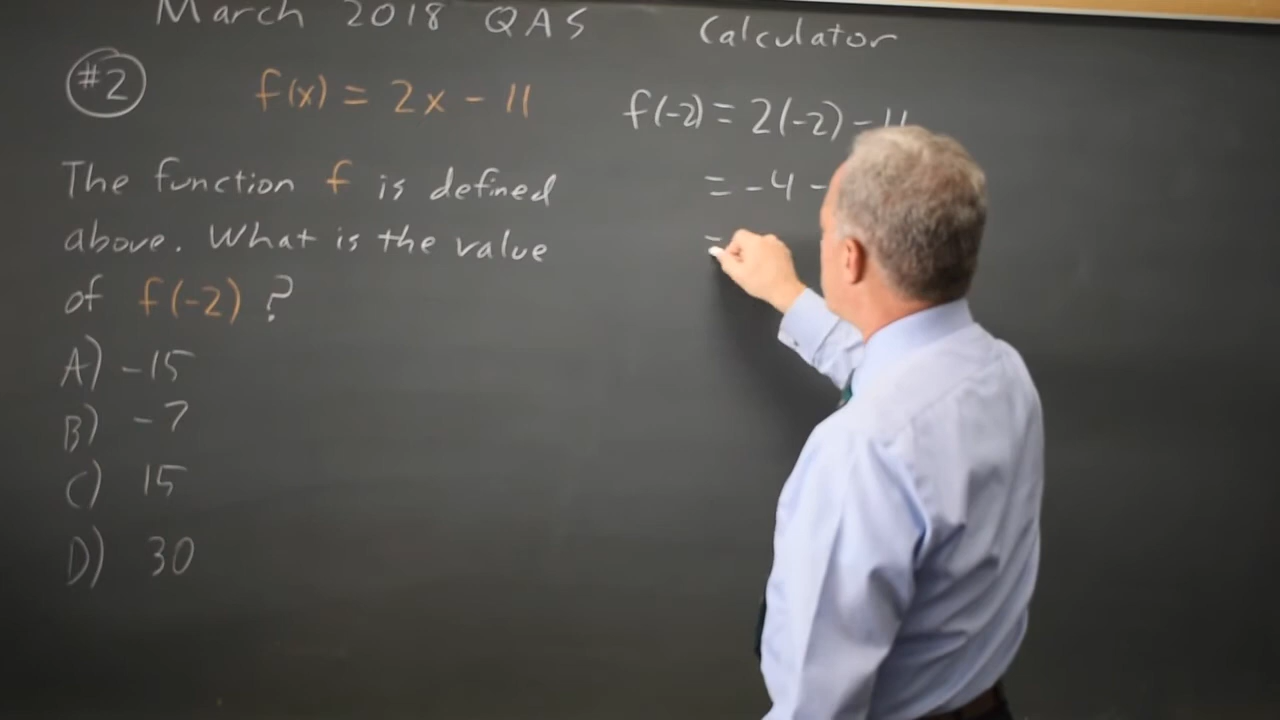 March 2018 QAS Calculator
#2 f(x) = 2x - 11
The function f is defined
above. What is the value
of f(-2)?
A) -15
B) -7
C) 15
D) 30
f(-2) = 2(-2) - 11
= -4 -
=